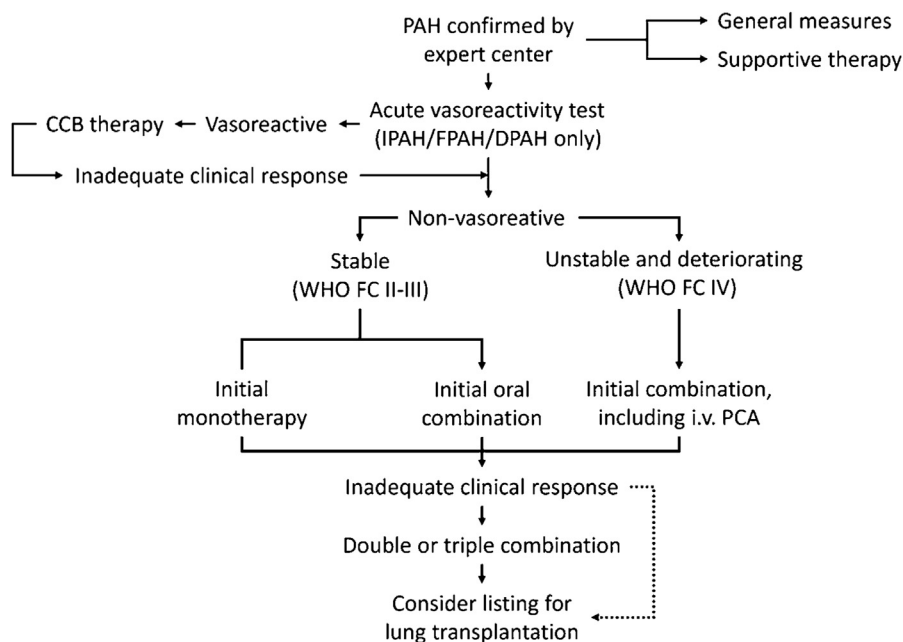 PAH confirmed by
expert center
General measures
Supportive therapy
Acute vasoreactivity test
(IPAH/FPAH/DPAH only)
Vasoreactive
CCB therapy
Inadequate clinical response
Non-vasoreative
Stable
(WHO FC II-III)
Unstable and deteriorating
(WHO FC IV)
Initial
monotherapy
Initial oral
combination
Initial combination,
including i.v. PCA
Inadequate clinical response
Double or triple combination
Consider listing for
lung transplantation